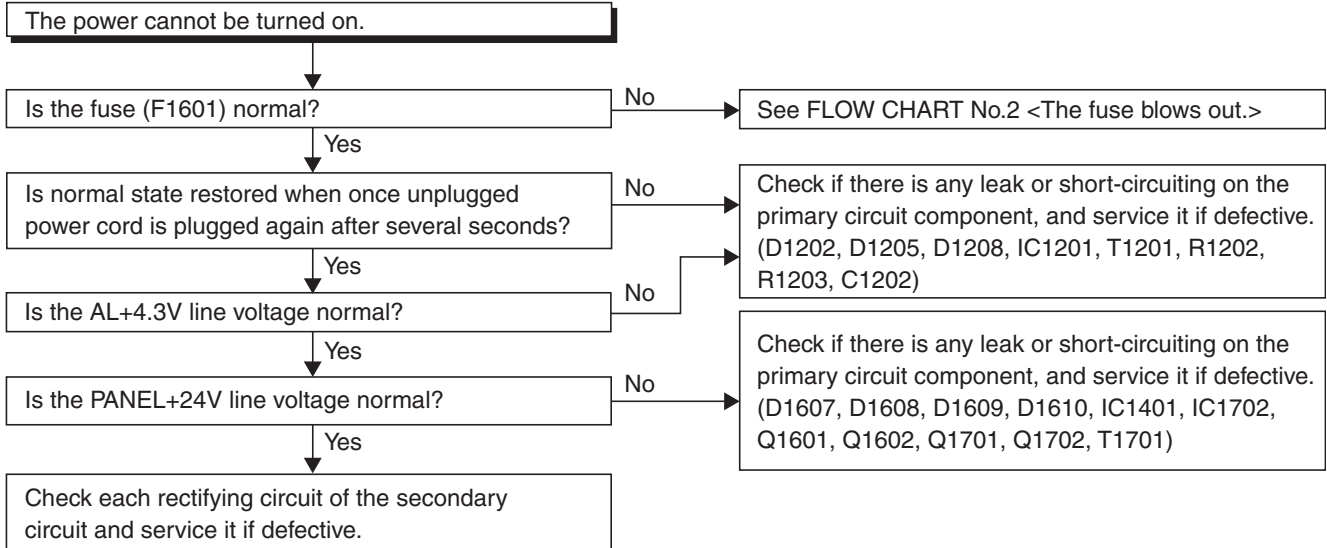 The power cannot be turned on.
Is the fuse (F1601) normal?
No
See FLOW CHART No.2 <The fuse blows out.>
Yes
Is normal state restored when once unplugged
power cord is plugged again after several seconds?
No
Check if there is any leak or short-circuiting on the
primary circuit component, and service it if defective.
(D1202, D1205, D1208, IC1201, T1201, R1202,
R1203, C1202)
Yes
Is the AL+4.3V line voltage normal?
No
Yes
Is the PANEL+24V line voltage normal?
No
Check if there is any leak or short-circuiting on the
primary circuit component, and service it if defective.
(D1607, D1608, D1609, D1610, IC1401, IC1702,
Q1601, Q1602, Q1701, Q1702, T1701)
Yes
Check each rectifying circuit of the secondary
circuit and service it if defective.